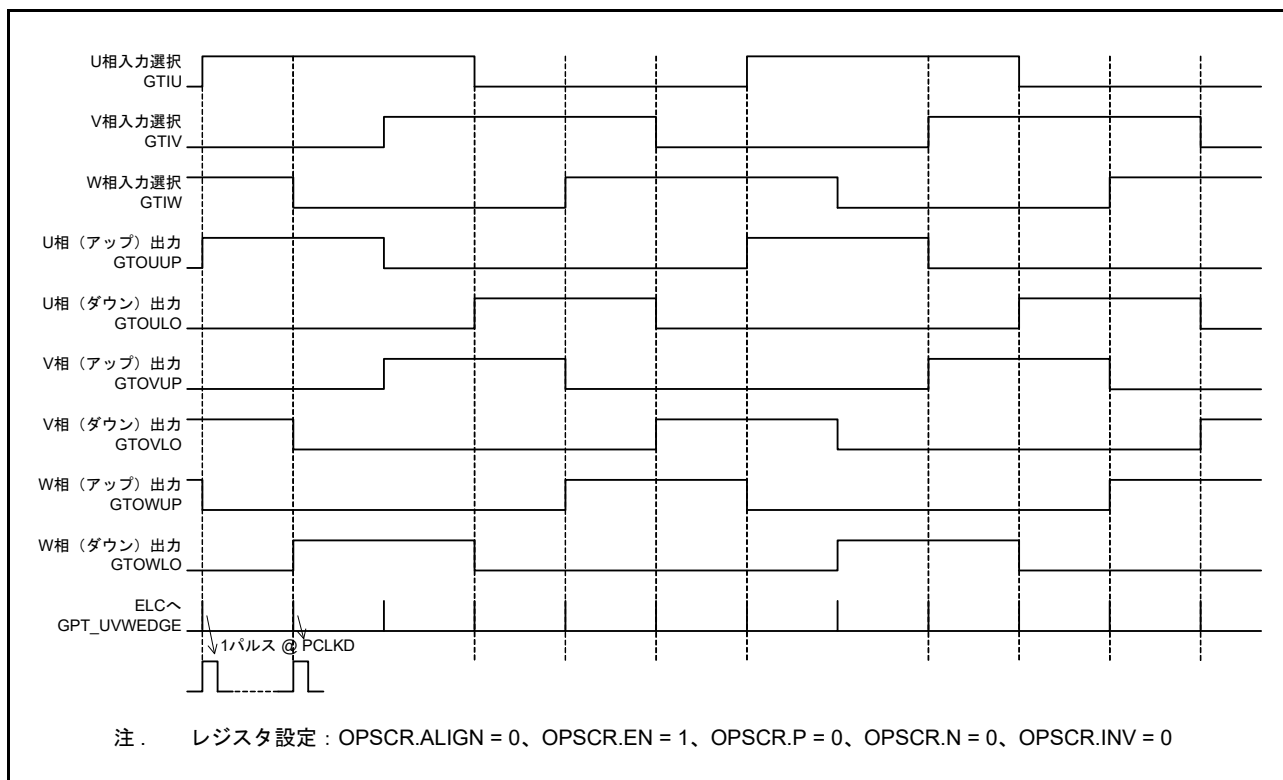 U相入力選択
GTIU
V相入力選択
GTIV
W相入力選択
GTIW
U相（アップ）出力
GTOUUP
U相（ダウン）出力
GTOULO
V相（アップ）出力
GTOVUP
V相（ダウン）出力
GTOVLO
W相（アップ）出力
GTOWUP
W相（ダウン）出力
GTOWLO
ELCへ
GPT_UVWEDGE
1パルス @ PCLKD
注 . レジスタ設定：OPSCR.ALIGN = 0、OPSCR.EN = 1、OPSCR.P = 0、OPSCR.N = 0、OPSCR.INV = 0